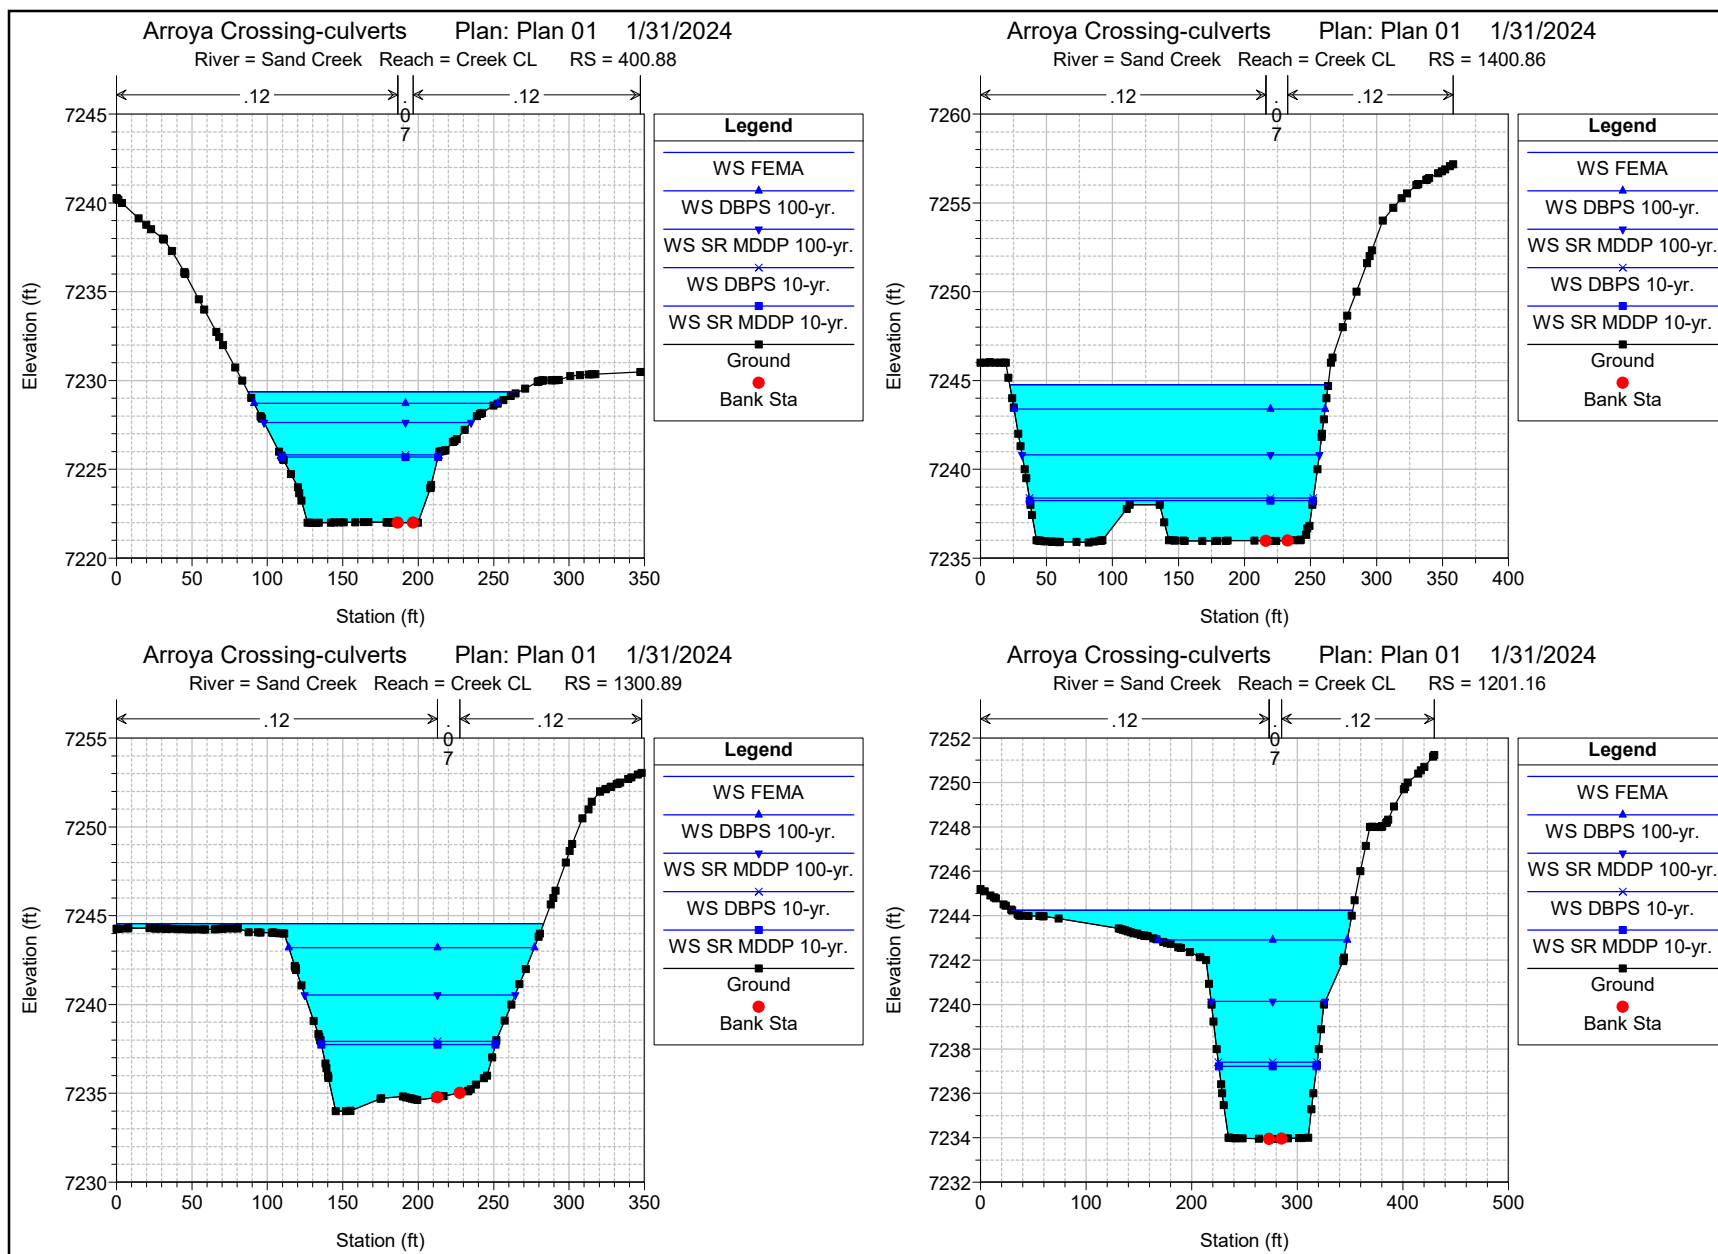 Arroya Crossing-culverts Plan: Plan 01 1/31/2024
River = Sand Creek Reach = Creek CL RS = 400.88
.12 .07 .12
Elevation (ft)
7245
7240
7235
7230
7225
7220
0 50 100 150 200 250 300 350
Station (ft)
Legend
WS FEMA
WS DBPS 100-yr.
WS SR MDDP 100-yr.
WS DBPS 10-yr.
WS SR MDDP 10-yr.
Ground
Bank Sta
Arroya Crossing-culverts Plan: Plan 01 1/31/2024
River = Sand Creek Reach = Creek CL RS = 1400.86
.12 .07 .12
Elevation (ft)
7260
7255
7250
7245
7240
7235
0 50 100 150 200 250 300 350 400
Station (ft)
Legend
WS FEMA
WS DBPS 100-yr.
WS SR MDDP 100-yr.
WS DBPS 10-yr.
WS SR MDDP 10-yr.
Ground
Bank Sta
Arroya Crossing-culverts Plan: Plan 01 1/31/2024
River = Sand Creek Reach = Creek CL RS = 1300.89
.12 .07 .12
Elevation (ft)
7255
7250
7245
7240
7235
7230
0 50 100 150 200 250 300 350
Station (ft)
Legend
WS FEMA
WS DBPS 100-yr.
WS SR MDDP 100-yr.
WS DBPS 10-yr.
WS SR MDDP 10-yr.
Ground
Bank Sta
Arroya Crossing-culverts Plan: Plan 01 1/31/2024
River = Sand Creek Reach = Creek CL RS = 1201.16
.12 .07 .12
Elevation (ft)
7252
7250
7248
7246
7244
7242
7240
7238
7236
7234
7232
0 100 200 300 400 500
Station (ft)
Legend
WS FEMA
WS DBPS 100-yr.
WS SR MDDP 100-yr.
WS DBPS 10-yr.
WS SR MDDP 10-yr.
Ground
Bank Sta